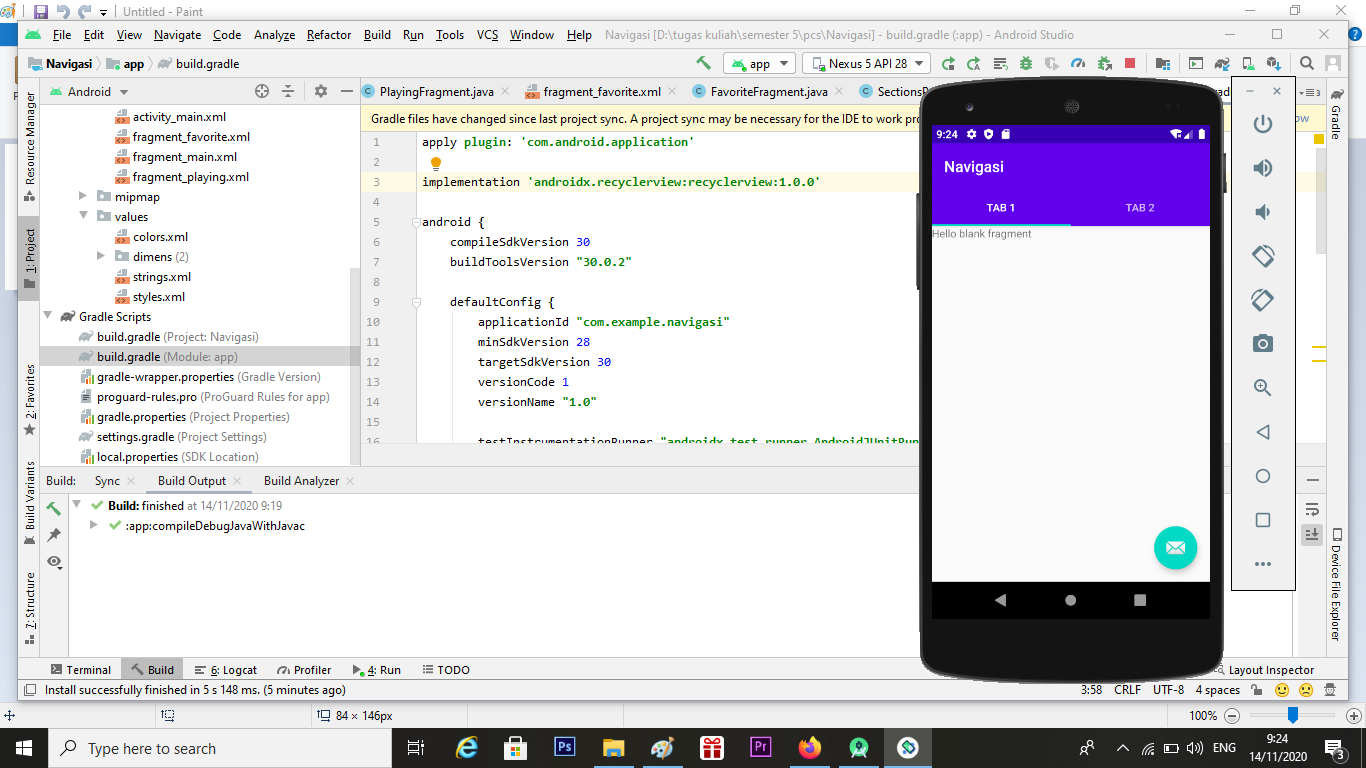 Untitled - Paint
File Edit View Navigate Code Analyze Refactor Build Run Tools VCS Window Help Navigasi [D:\tugas kuliah\semester 5\pcs\Navigasi] - build.gradle (:app) - Android Studio
Navigasi app build.gradle
app Nexus 5 API 28
Android
PlayingFragment.java fragment_favorite.xml FavoriteFragment.java
Gradle files have changed since last project sync. A project sync may be necessary for the IDE to work
Resource Manager
1: Project
2: Favorites
Build Variants
7: Structure
Gradle
Device File Explorer
activity_main.xml
fragment_favorite.xml
fragment_main.xml
fragment_playing.xml
mipmap
values
colors.xml
dimens (2)
strings.xml
styles.xml
Gradle Scripts
build.gradle (Project: Navigasi)
build.gradle (Module: app)
gradle-wrapper.properties (Gradle Version)
proguard-rules.pro (ProGuard Rules for app)
gradle.properties (Project Properties)
settings.gradle (Project Settings)
local.properties (SDK Location)
1 apply plugin: 'com.android.application'
2
3 implementation 'androidx.recyclerview:recyclerview:1.0.0'
4
5 android {
6 compileSdkVersion 30
7 buildToolsVersion "30.0.2"
8
9 defaultConfig {
10 applicationId "com.example.navigasi"
11 minSdkVersion 28
12 targetSdkVersion 30
13 versionCode 1
14 versionName "1.0"
15
16 testInstrumentationRunner "androidx.test.runner.AndroidJUnitRun
9:24
Navigasi
TAB 1 TAB 2
Hello blank fragment
Build: Sync Build Output Build Analyzer
Build: finished at 14/11/2020 9:19
:app:compileDebugJavaWithJavac
Terminal Build 6: Logcat Profiler 4: Run TODO Layout Inspector
Install successfully finished in 5 s 148 ms. (5 minutes ago) 3:58 CRLF UTF-8 4 spaces
84 × 146px 100%
Type here to search
ENG 9:24
14/11/2020
3